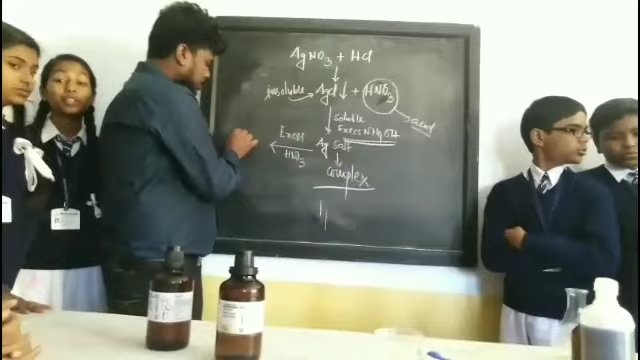 AgNO3 + HCl
insoluble AgCl ↓ + HNO3
acid
soluble
Excess NH4OH
Excess
HNO3
Ag salt
complex